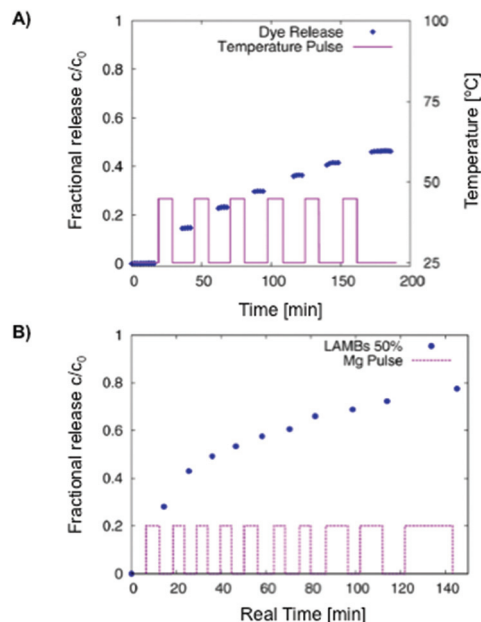 A)
Fractional release c/c0
1
0.8
0.6
0.4
0.2
0
Dye Release
Temperature Pulse
100
75
50
25
Temperature [°C]
0 50 100 150 200
Time [min]
B)
Fractional release c/c0
1
0.8
0.6
0.4
0.2
0
LAMBs 50%
Mg Pulse
0 20 40 60 80 100 120 140
Real Time [min]